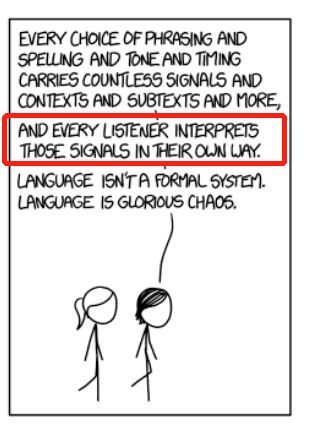 EVERY CHOICE OF PHRASING AND
SPELLING AND TONE AND TIMING
CARRIES COUNTLESS SIGNALS AND
CONTEXTS AND SUBTEXTS AND MORE,
AND EVERY LISTENER INTERPRETS
THOSE SIGNALS IN THEIR OWN WAY.
LANGUAGE ISN'T A FORMAL SYSTEM.
LANGUAGE IS GLORIOUS CHAOS.